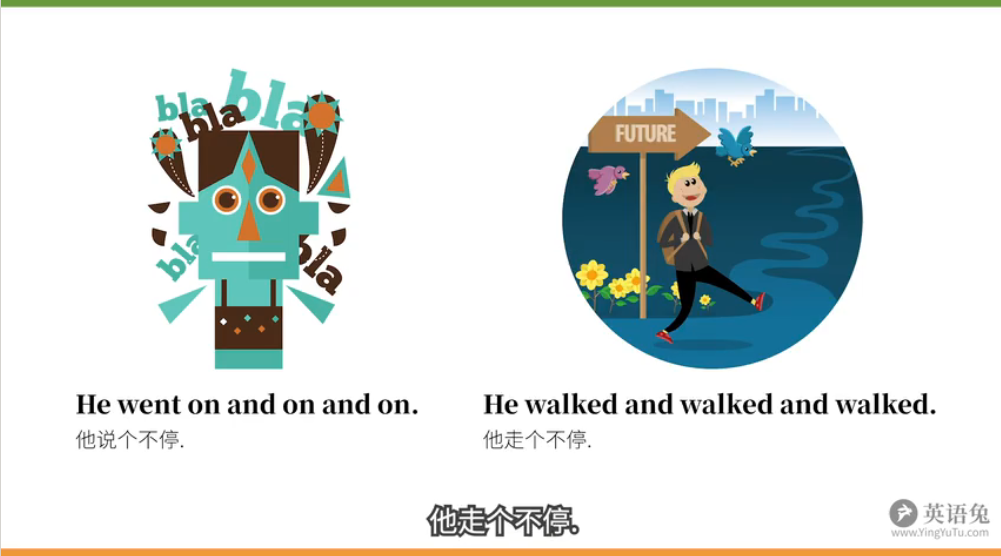 bla
bla
bla
bla
bla
FUTURE
He went on and on and on.
他说个不停.
He walked and walked and walked.
他走个不停.
他走个不停.
英语兔
www.YingYuTu.com